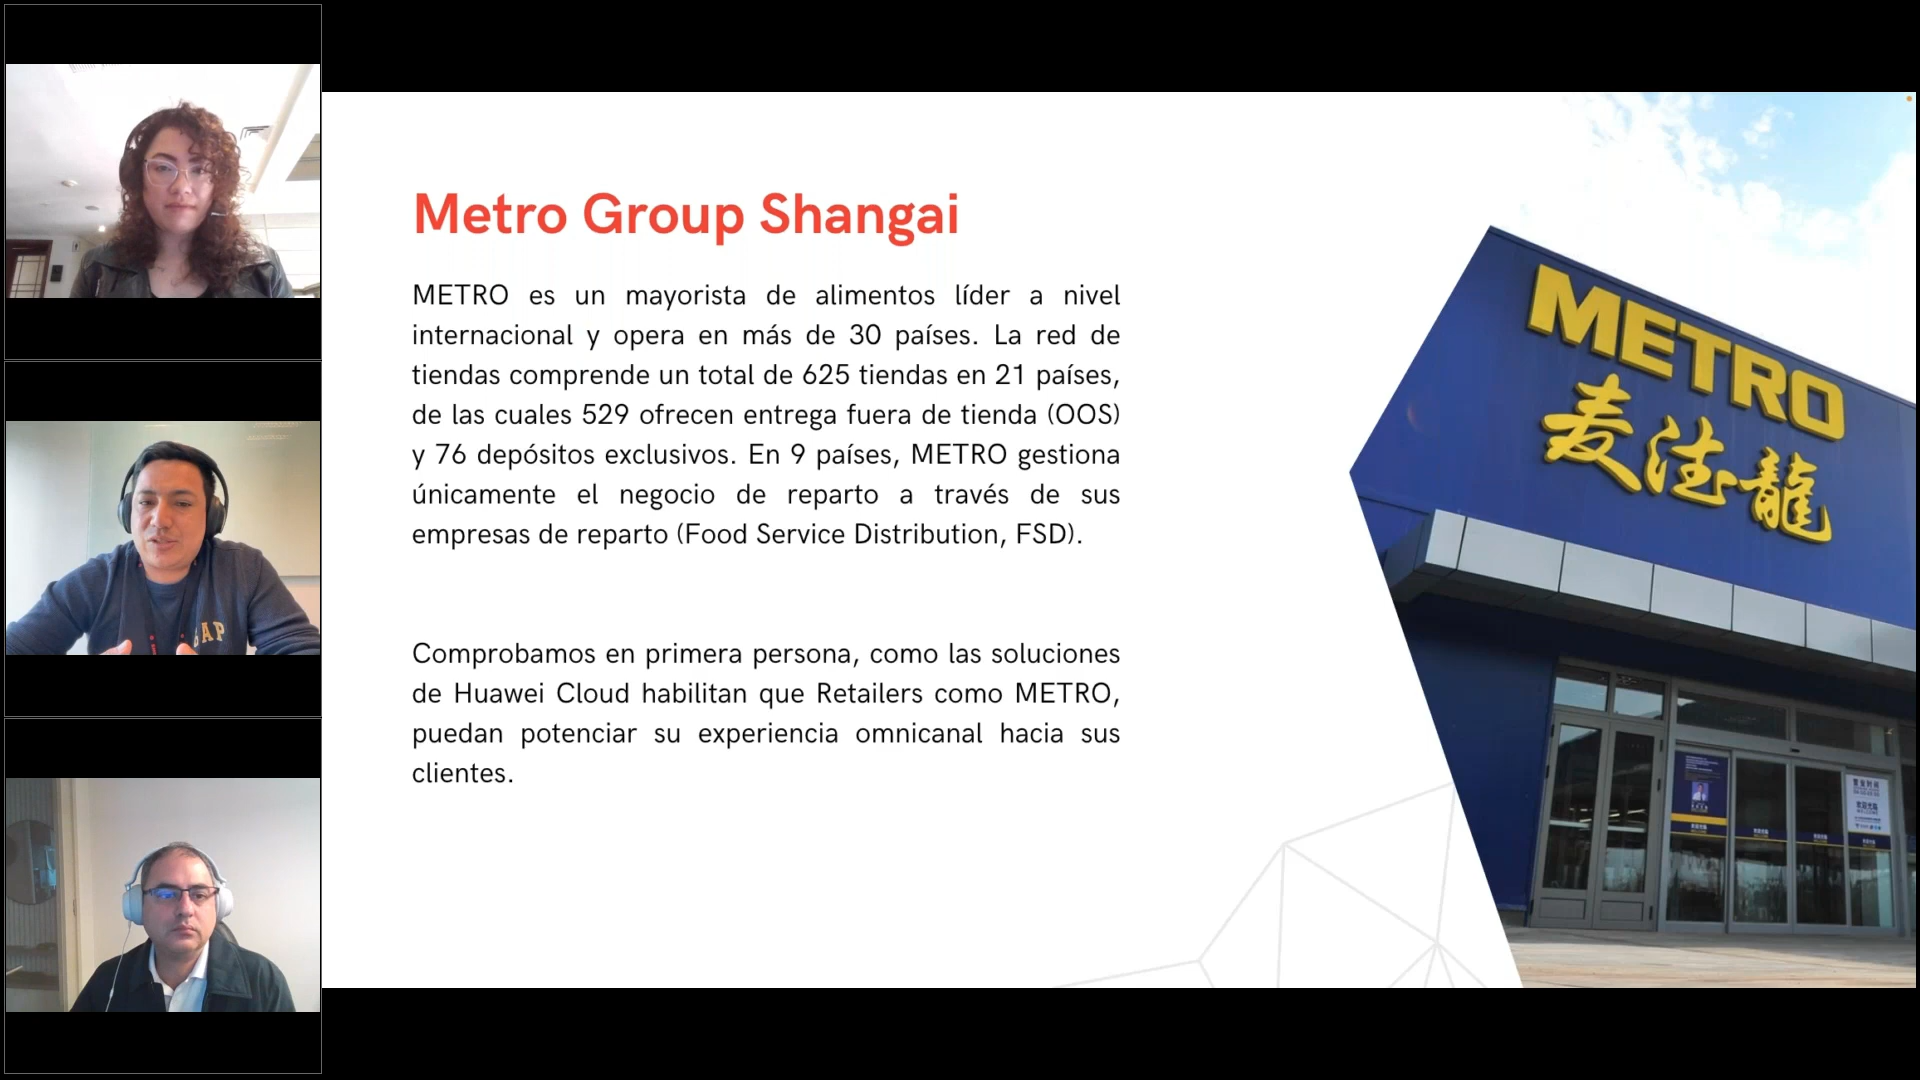 Metro Group Shangai
METRO es un mayorista de alimentos líder a nivel
internacional y opera en más de 30 países. La red de
tiendas comprende un total de 625 tiendas en 21 países,
de las cuales 529 ofrecen entrega fuera de tienda (OOS)
y 76 depósitos exclusivos. En 9 países, METRO gestiona
únicamente el negocio de reparto a través de sus
empresas de reparto (Food Service Distribution, FSD).
Comprobamos en primera persona, como las soluciones
de Huawei Cloud habilitan que Retailers como METRO,
puedan potenciar su experiencia omnicanal hacia sus
clientes.
METRO
麦德龍